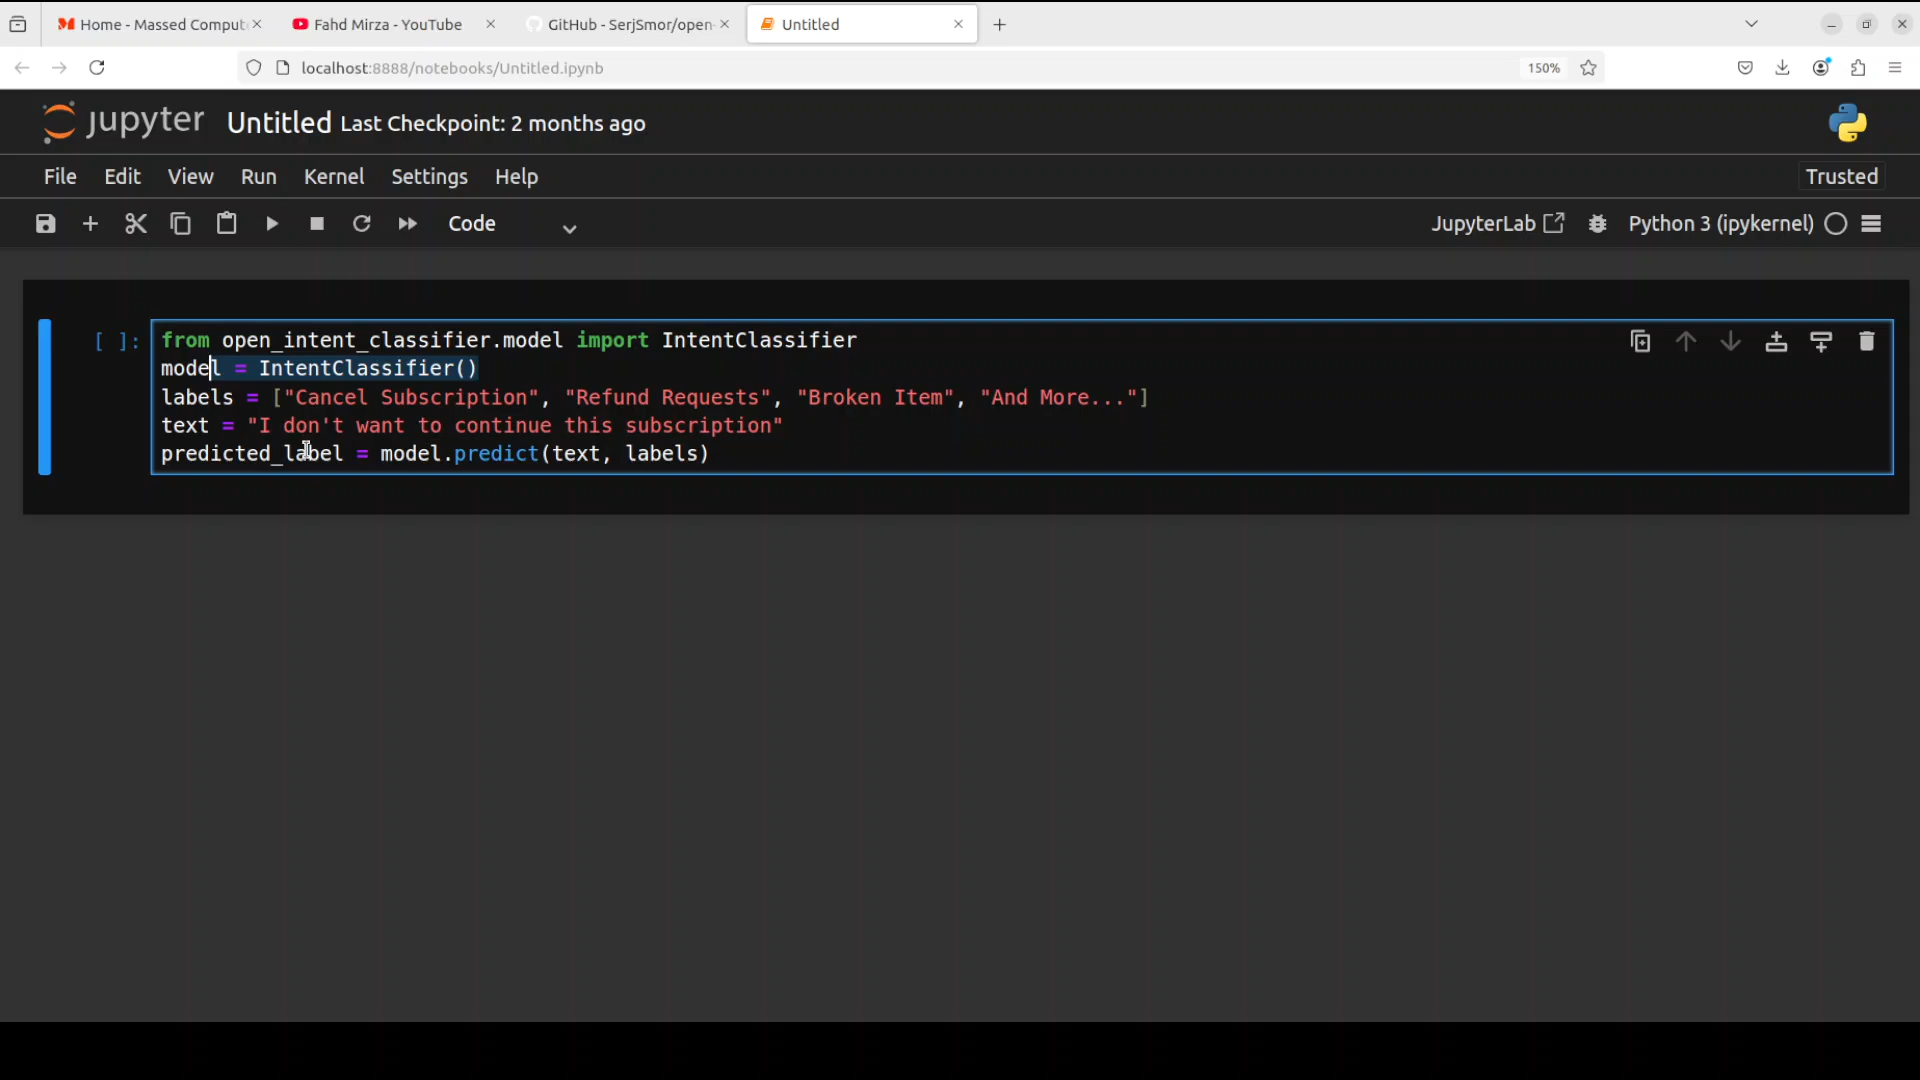 Home - Massed Comput
Fahd Mirza - YouTube
GitHub - SerjSmor/open-
Untitled
localhost:8888/notebooks/Untitled.ipynb
150%
jupyter Untitled Last Checkpoint: 2 months ago
File Edit View Run Kernel Settings Help
Trusted
Code
JupyterLab
Python 3 (ipykernel)
[ ]:
from open_intent_classifier.model import IntentClassifier
model = IntentClassifier()
labels = ["Cancel Subscription", "Refund Requests", "Broken Item", "And More..."]
text = "I don't want to continue this subscription"
predicted_label = model.predict(text, labels)